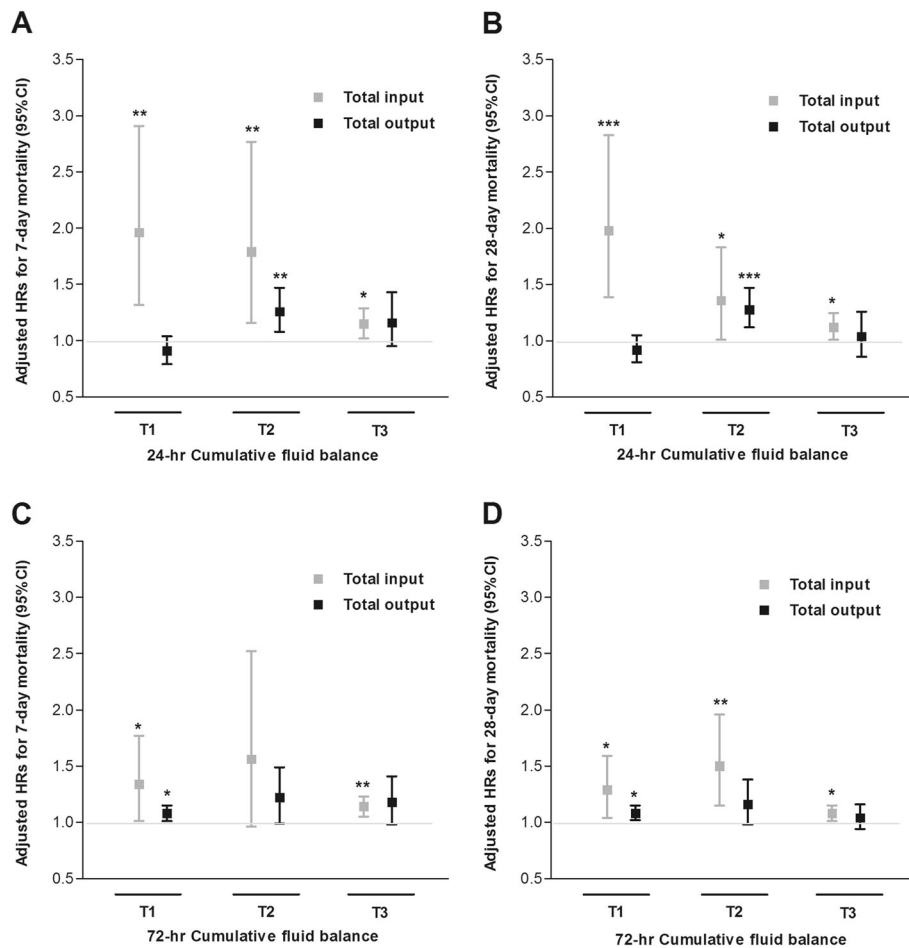 A
Adjusted HRs for 7-day mortality (95%CI)
3.5
3.0
2.5
2.0
1.5
1.0
0.5
Total input
Total output
** ** ** *
T1 T2 T3
24-hr Cumulative fluid balance
B
Adjusted HRs for 28-day mortality (95%CI)
3.5
3.0
2.5
2.0
1.5
1.0
0.5
Total input
Total output
*** * *** *
T1 T2 T3
24-hr Cumulative fluid balance
C
Adjusted HRs for 7-day mortality (95%CI)
3.5
3.0
2.5
2.0
1.5
1.0
0.5
Total input
Total output
* * **
T1 T2 T3
72-hr Cumulative fluid balance
D
Adjusted HRs for 28-day mortality (95%CI)
3.5
3.0
2.5
2.0
1.5
1.0
0.5
Total input
Total output
* * ** *
T1 T2 T3
72-hr Cumulative fluid balance